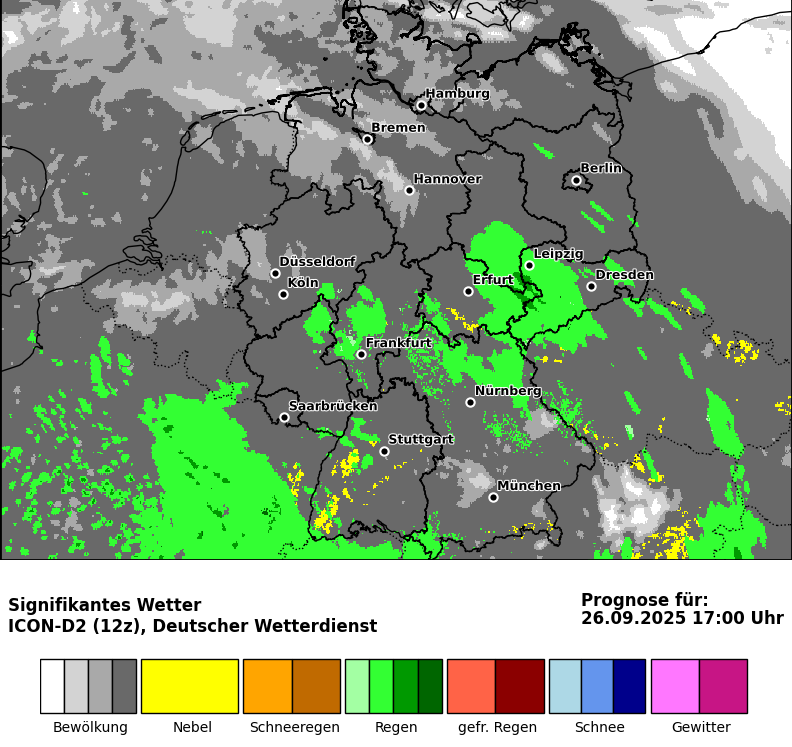 Hamburg
Bremen
Berlin
Hannover
Leipzig
Düsseldorf
Dresden
Erfurt
Köln
Frankfurt
Nürnberg
Saarbrücken
Stuttgart
München
Signifikantes Wetter
ICON-D2 (12z), Deutscher Wetterdienst
Prognose für:
26.09.2025 17:00 Uhr
Bewölkung Nebel Schneeregen Regen gefr. Regen Schnee Gewitter